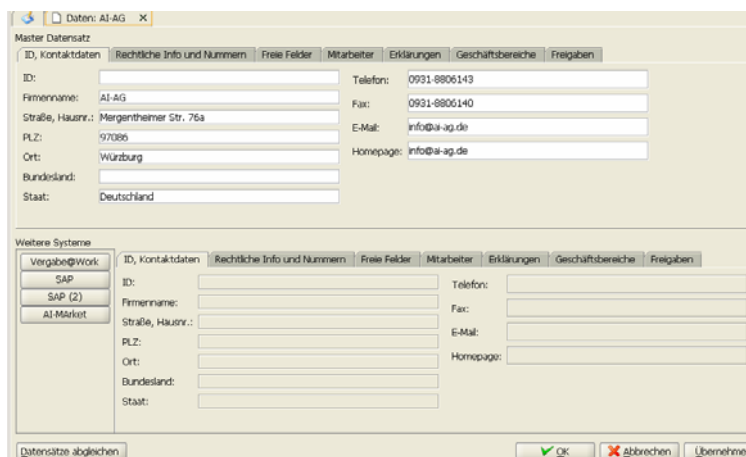 Daten: AI-AG X
Master Datensatz
ID, Kontaktdaten Rechtliche Info und Nummern Freie Felder Mitarbeiter Erklärungen Geschäftsbereiche Freigaben
ID: Telefon: 0931-8806143
Firmenname: AI-AG Fax: 0931-8806140
Straße, Hausnr.: Mergentheimer Str. 76a E-Mail: info@ai-ag.de
PLZ: 97086 Homepage: info@ai-ag.de
Ort: Würzburg
Bundesland:
Staat: Deutschland
Weitere Systeme
Vergabe@Work
SAP
SAP (2)
AI-MArket
ID, Kontaktdaten Rechtliche Info und Nummern Freie Felder Mitarbeiter Erklärungen Geschäftsbereiche Freigaben
ID: Telefon:
Firmenname: Fax:
Straße, Hausnr.: E-Mail:
PLZ: Homepage:
Ort:
Bundesland:
Staat:
Datensätze abgleichen OK Abbrechen Übernehme